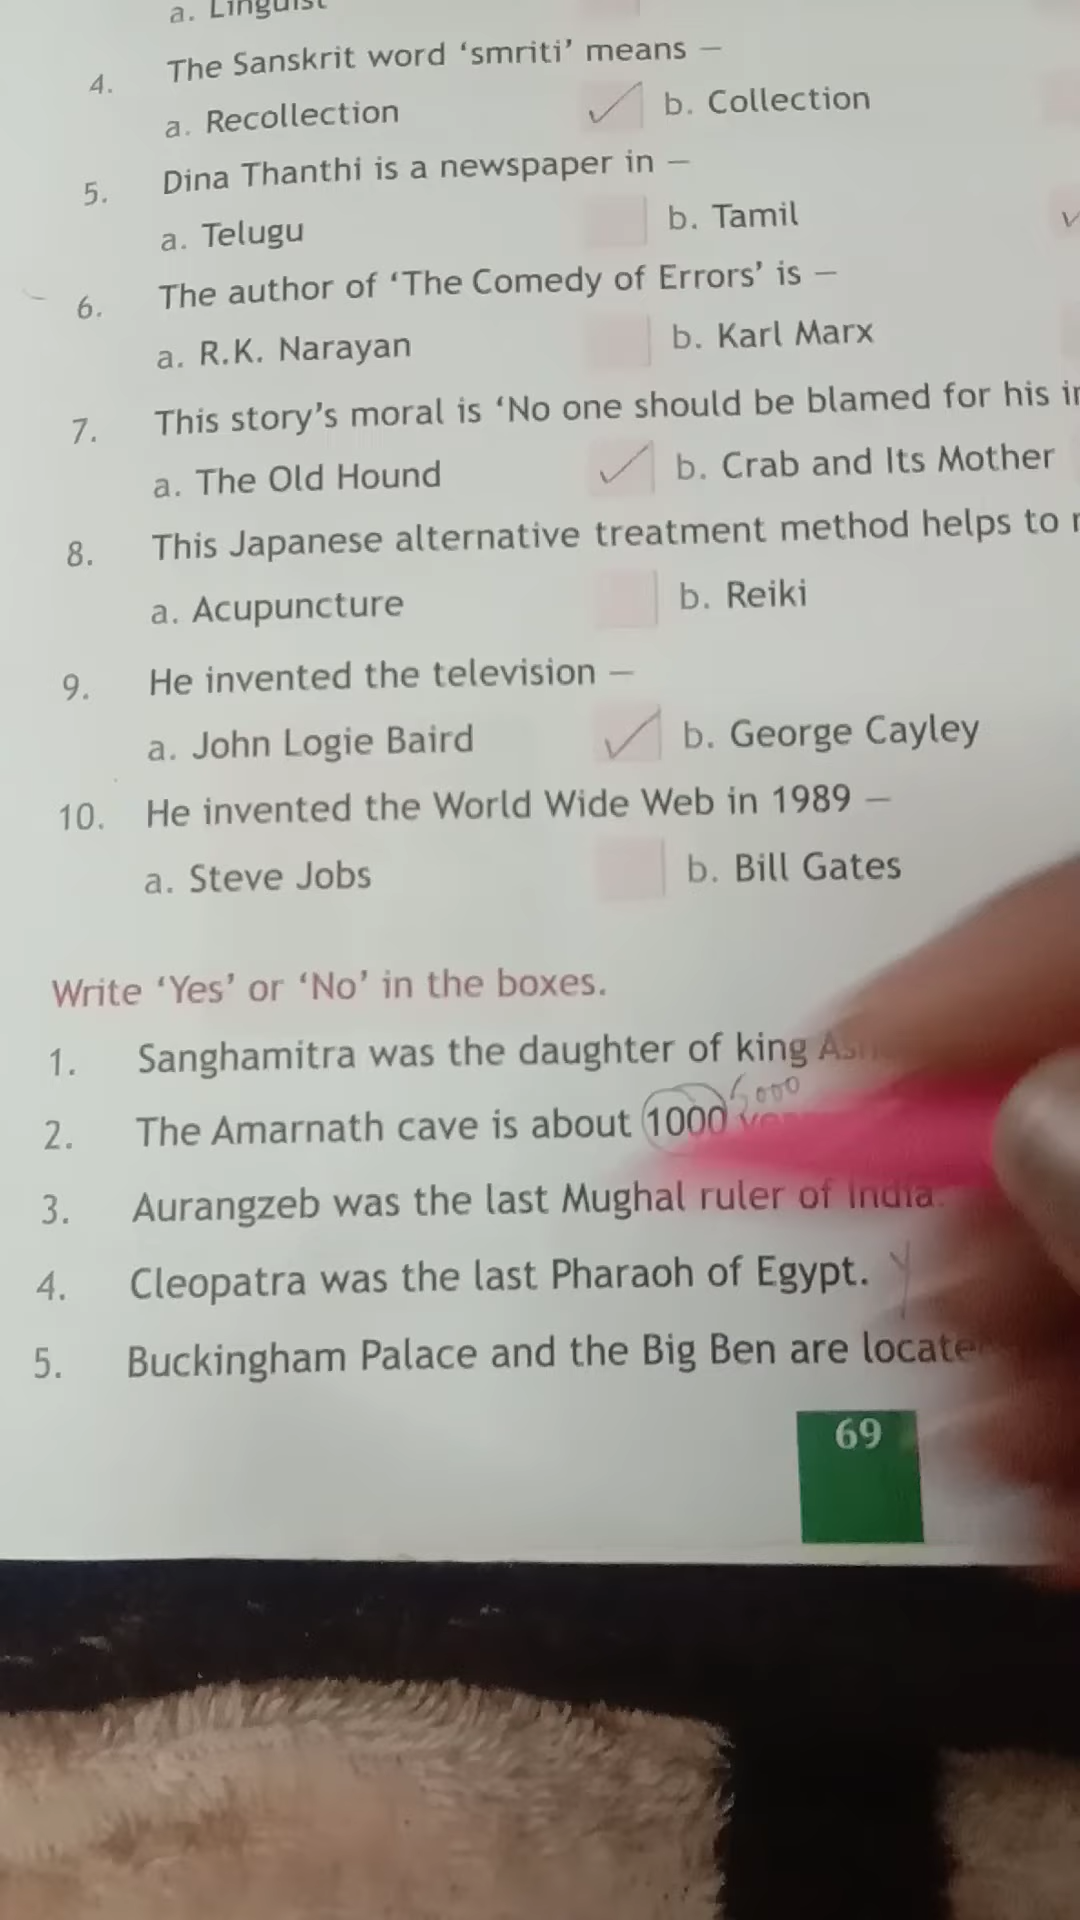 a. Linguist
4. The Sanskrit word ‘smriti’ means –
a. Recollection ✓ b. Collection
5. Dina Thanthi is a newspaper in –
a. Telugu b. Tamil ✓
6. The author of ‘The Comedy of Errors’ is –
a. R.K. Narayan b. Karl Marx
7. This story’s moral is ‘No one should be blamed for his
a. The Old Hound ✓ b. Crab and Its Mother
8. This Japanese alternative treatment method helps to
a. Acupuncture b. Reiki
9. He invented the television –
a. John Logie Baird ✓ b. George Cayley
10. He invented the World Wide Web in 1989 –
a. Steve Jobs b. Bill Gates
Write ‘Yes’ or ‘No’ in the boxes.
1. Sanghamitra was the daughter of king
5000
2. The Amarnath cave is about 1000
3. Aurangzeb was the last Mughal ruler of India.
4. Cleopatra was the last Pharaoh of Egypt. Y
5. Buckingham Palace and the Big Ben are
69